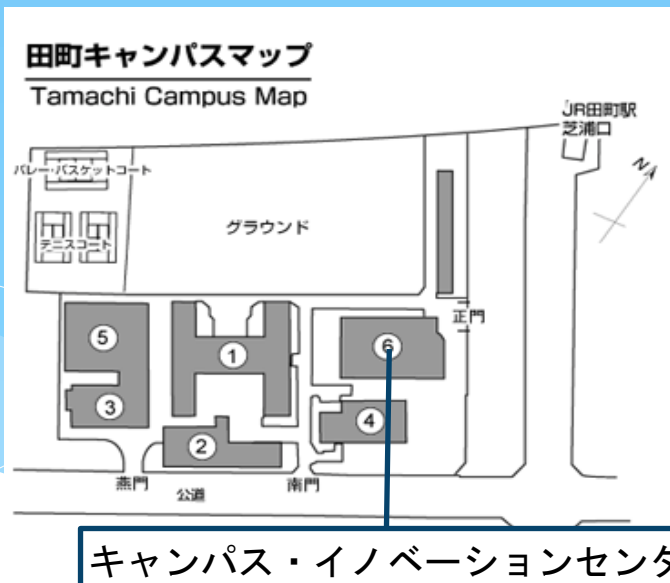 田町キャンパスマップ
Tamachi Campus Map
JR田町駅
芝浦口
N
バレー・バスケットコート
グラウンド
テニスコート
正門
⑤
①
⑥
③
④
②
燕門
公道
南門
キャンパス・イノベーションセンタ